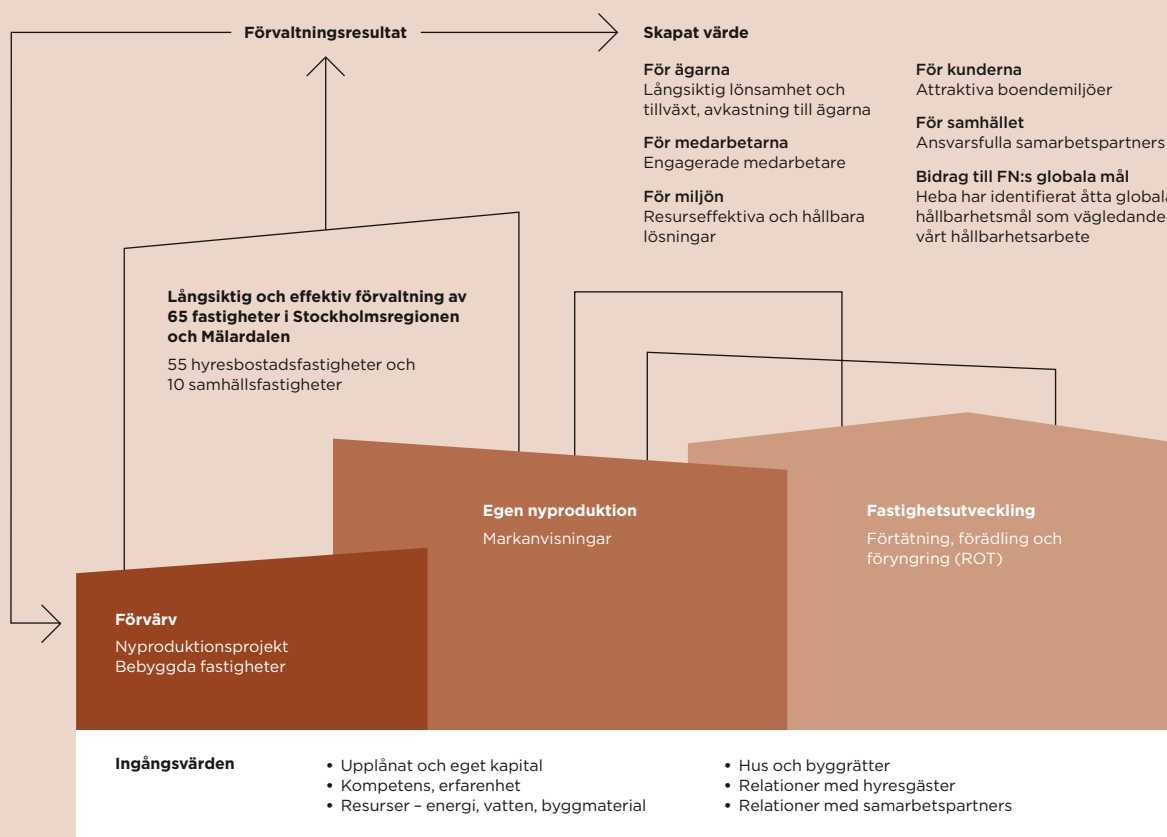 Förvaltningsresultat
Skapat värde
För ägarna
Långsiktig lönsamhet och
tillväxt, avkastning till ägarna
För medarbetarna
Engagerade medarbetare
För miljön
Resurseffektiva och hållbara
lösningar
För kunderna
Attraktiva boendemiljöer
För samhället
Ansvarsfulla samarbetspartners
Bidrag till FN:s globala mål
Heba har identifierat åtta globala
hållbarhetsmål som vägledande
vårt hållbarhetsarbete
Långsiktig och effektiv förvaltning av
65 fastigheter i Stockholmsregionen
och Mälardalen
55 hyresbostadsfastigheter och
10 samhällsfastigheter
Förvärv
Nyproduktionsprojekt
Bebyggda fastigheter
Egen nyproduktion
Markanvisningar
Fastighetsutveckling
Förtätning, förädling och
föryngring (ROT)
Ingångsvärden
• Upplånat och eget kapital
• Kompetens, erfarenhet
• Resurser – energi, vatten, byggmaterial
• Hus och byggrätter
• Relationer med hyresgäster
• Relationer med samarbetspartners